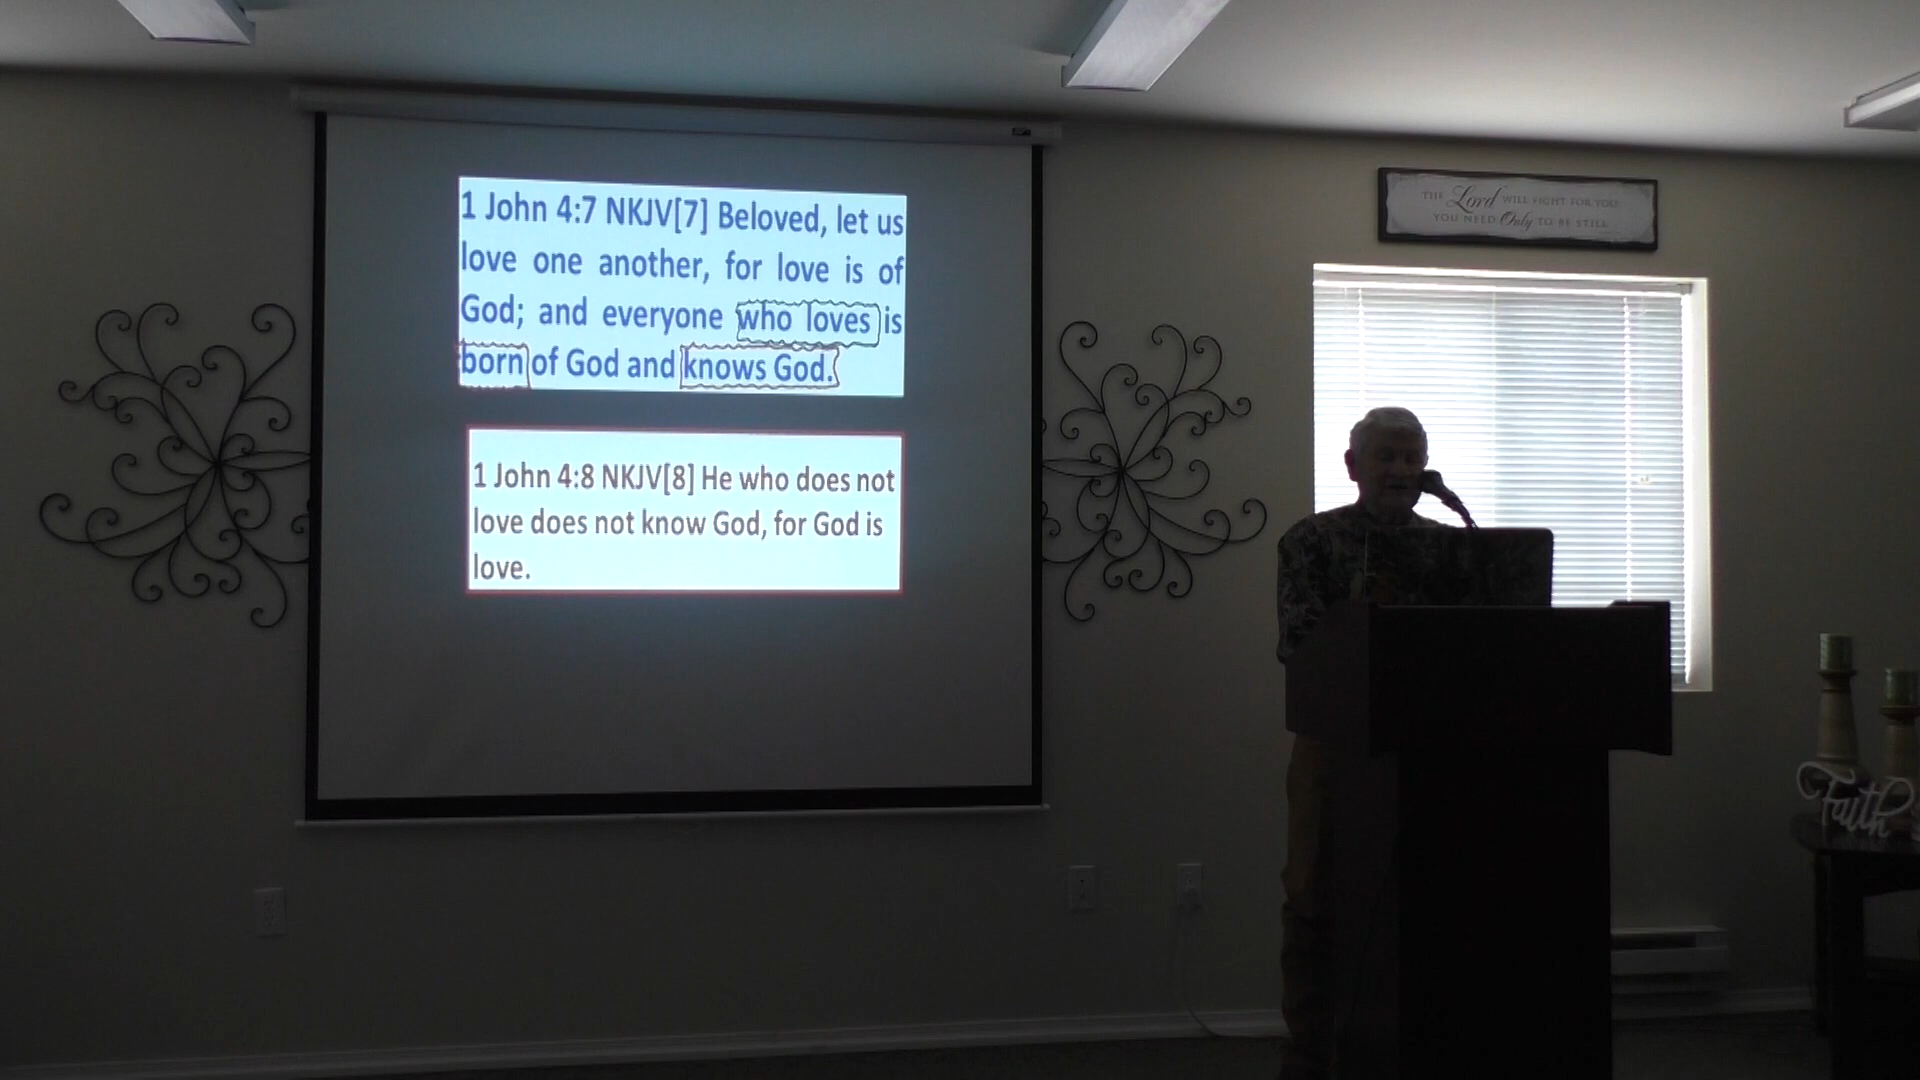 1 John 4:7 NKJV[7] Beloved, let us
love one another, for love is of
God; and everyone who loves is
born of God and knows God.
1 John 4:8 NKJV[8] He who does not
love does not know God, for God is
love.
THE Lord WILL FIGHT FOR YOU
YOU NEED Only TO BE STILL
Faith